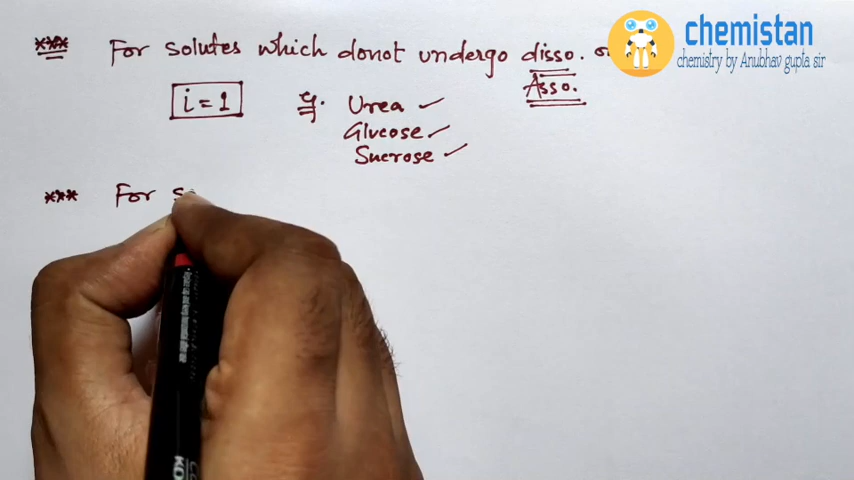 *** For solutes which donot undergo disso. o
Asso.
i = 1 eg. Urea ✓
Glucose ✓
Sucrose ✓
*** For s
chemistan
chemistry by Anubhav gupta sir